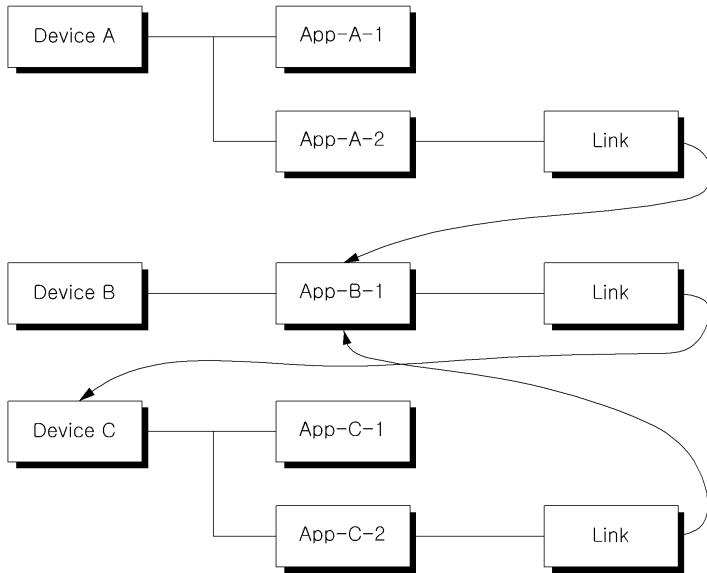 Device A
App-A-1
App-A-2
Link
Device B
App-B-1
Link
Device C
App-C-1
App-C-2
Link